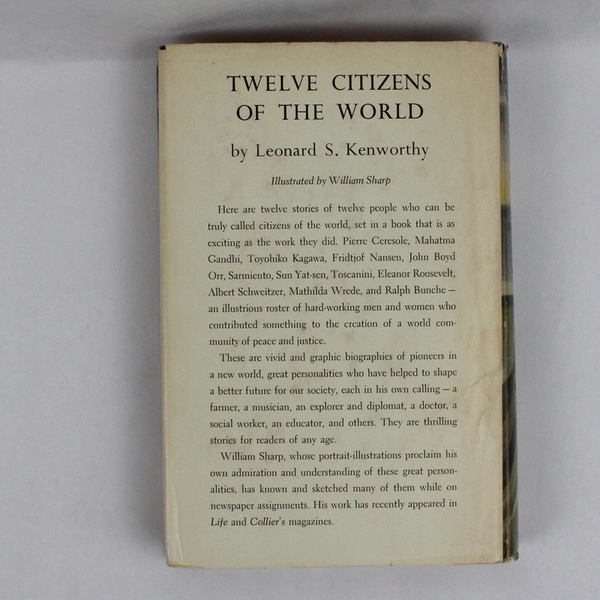 TWELVE CITIZENS
OF THE WORLD
by Leonard S. Kenworthy
Illustrated by William Sharp
Here are twelve stories of twelve people who can be
truly called citizens of the world, set in a book that is as
exciting as the work they did. Pierre Ceresole, Mahatma
Gandhi, Toyohiko Kagawa, Fridtjof Nansen, John Boyd
Orr, Sarmiento, Sun Yat-sen, Toscanini, Eleanor Roosevelt,
Albert Schweitzer, Mathilda Wrede, and Ralph Bunche —
an illustrious roster of hard-working men and women who
contributed something to the creation of a world com-
munity of peace and justice.
These are vivid and graphic biographies of pioneers in
a new world, great personalities who have helped to shape
a better future for our society, each in his own calling — a
farmer, a musician, an explorer and diplomat, a doctor, a
social worker, an educator, and others. They are thrilling
stories for readers of any age.
William Sharp, whose portrait-illustrations proclaim his
own admiration and understanding of these great person-
alities, has known and sketched many of them while on
newspaper assignments. His work has recently appeared in
Life and Collier's magazines.